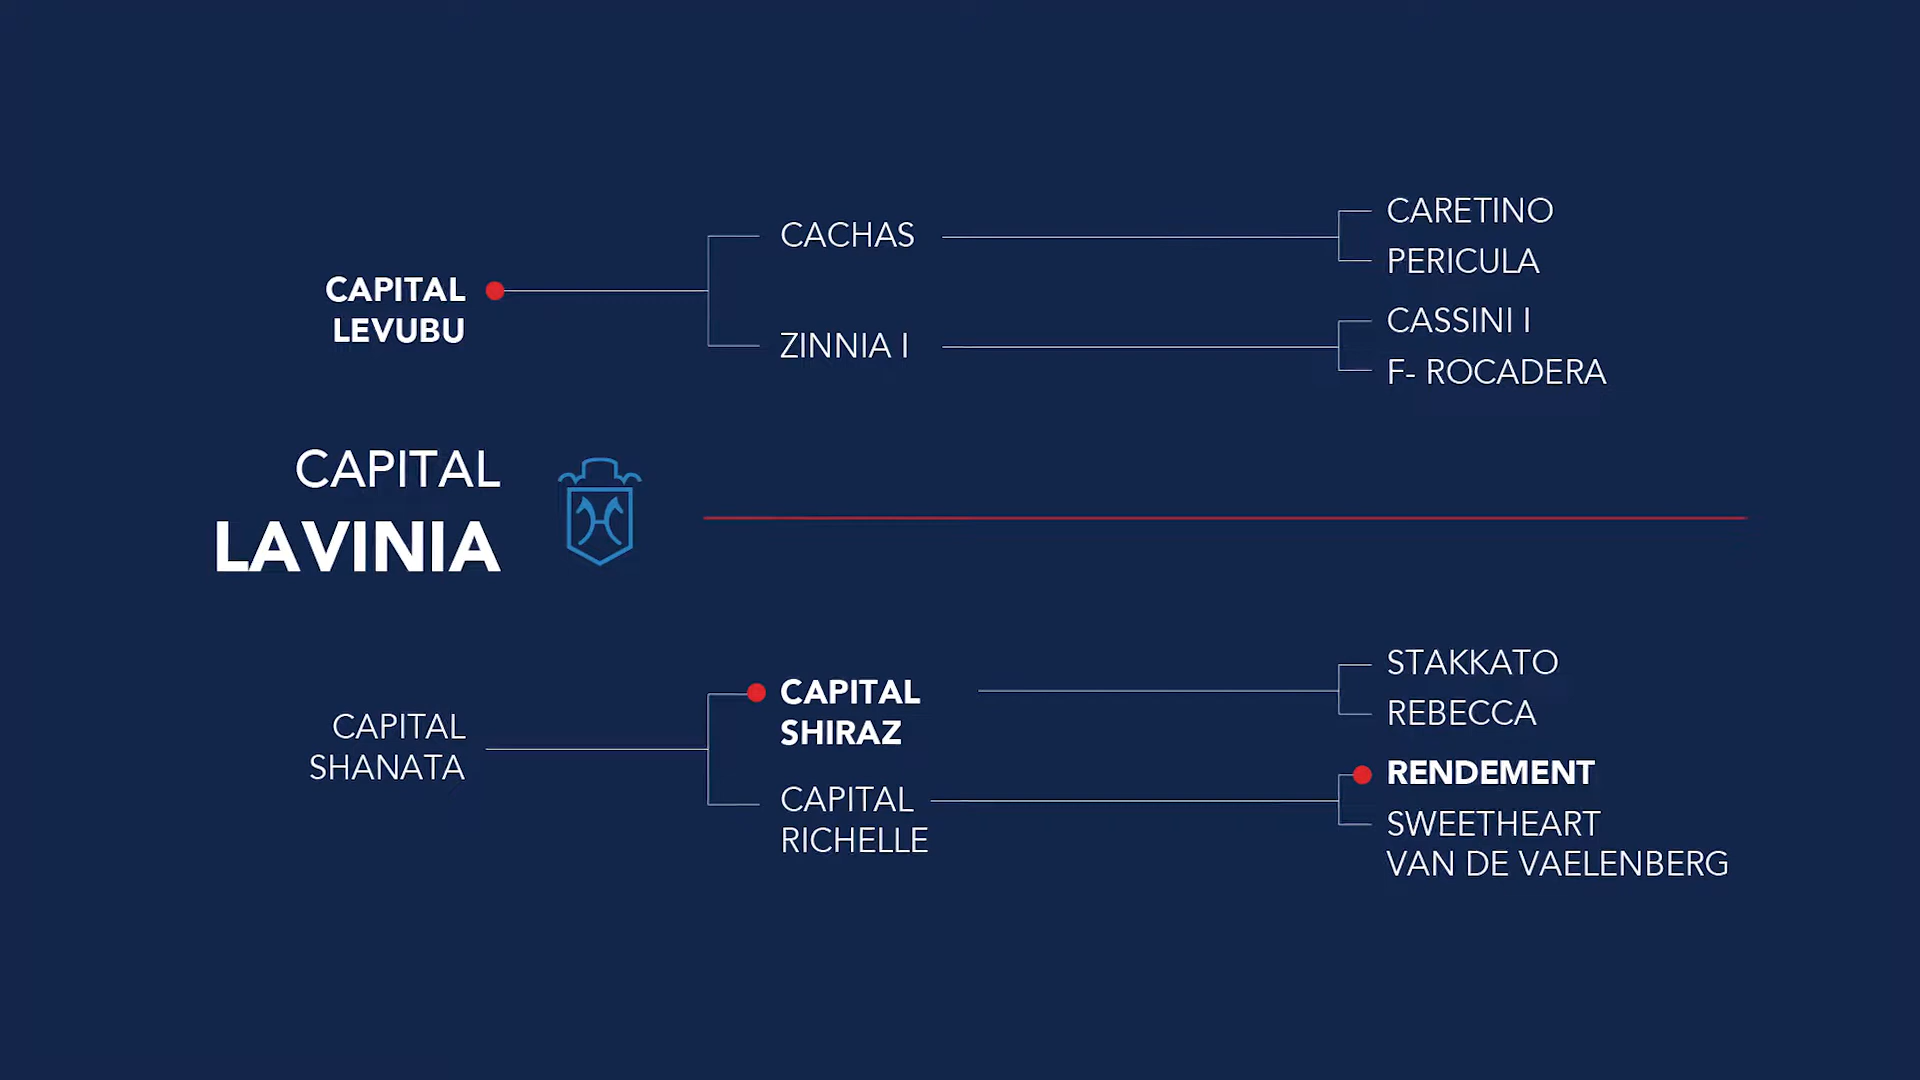 CARETINO
CACHAS
PERICULA
CAPITAL
LEVUBU
CASSINI I
ZINNIA I
F- ROCADERA
CAPITAL
LAVINIA
STAKKATO
CAPITAL
SHIRAZ
REBECCA
CAPITAL
SHANATA
RENDEMENT
CAPITAL
RICHELLE
SWEETHEART
VAN DE VAELENBERG